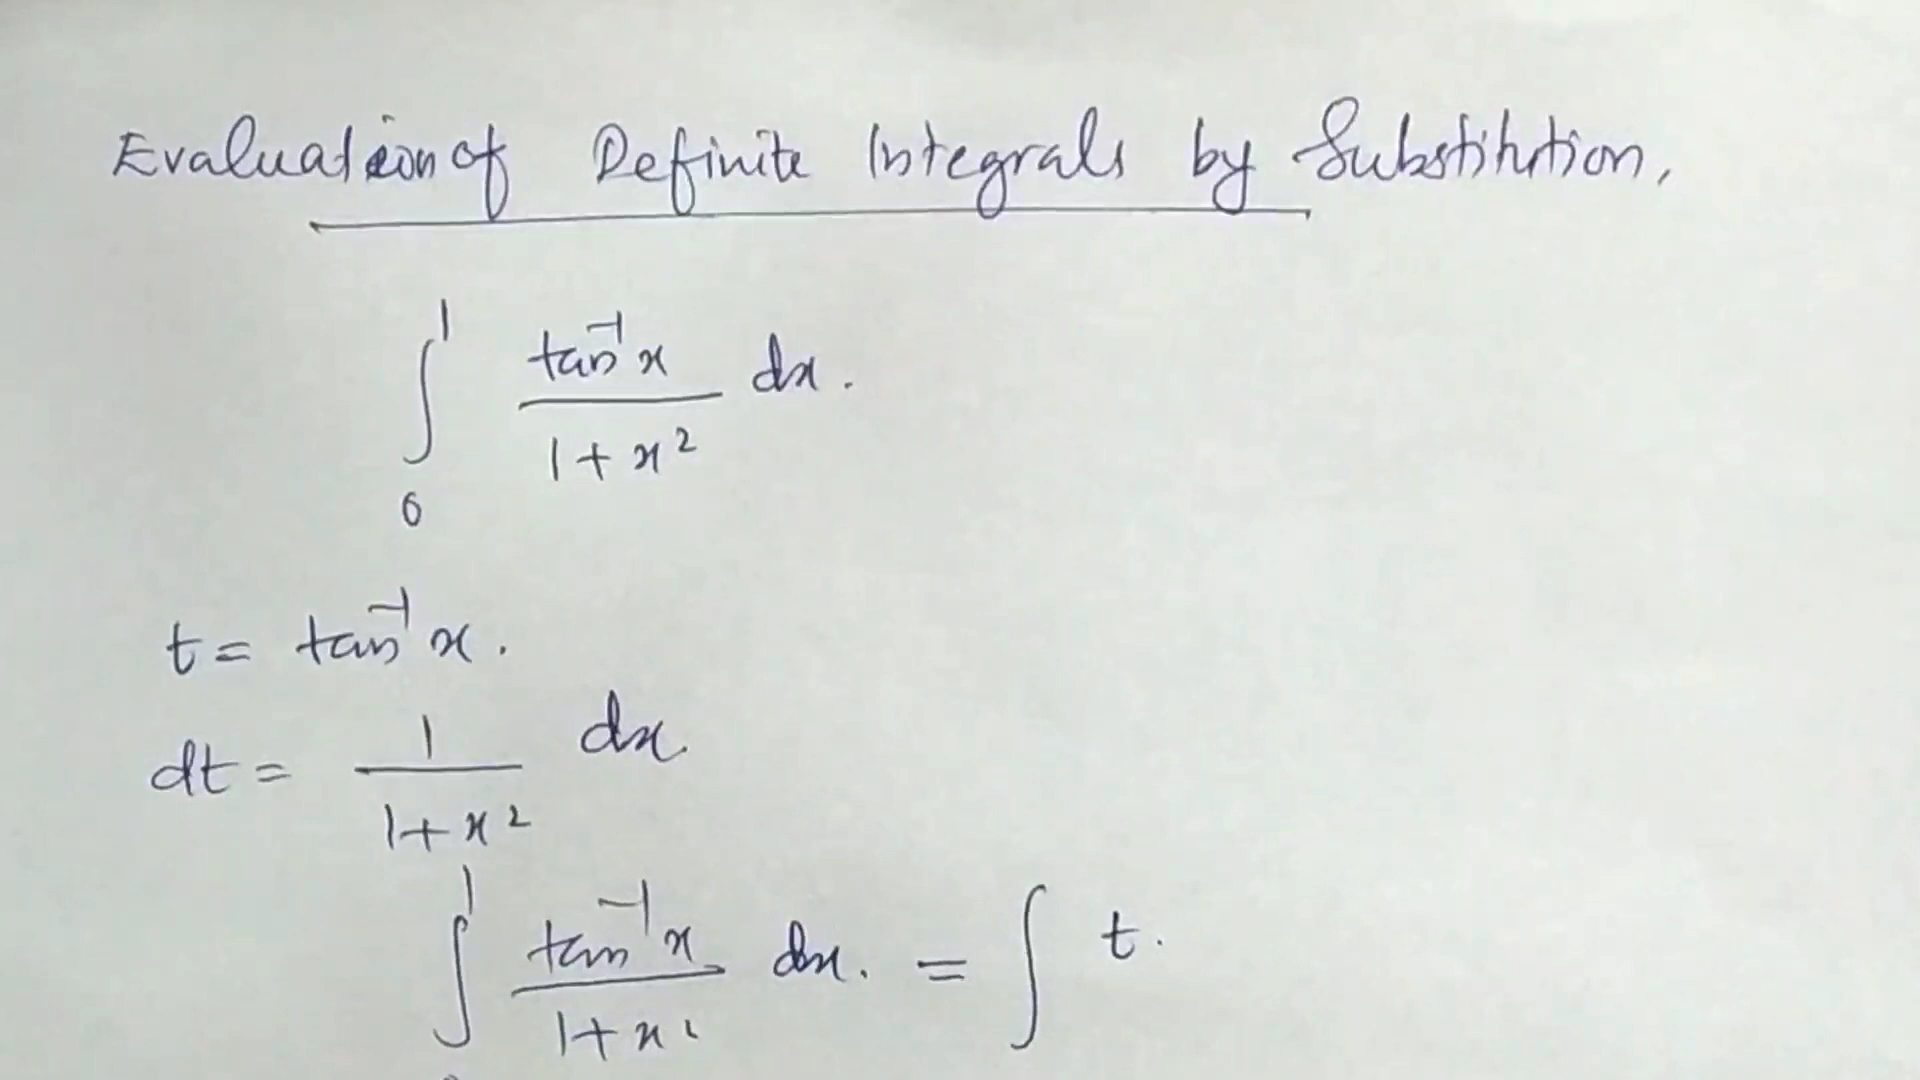 Evaluation of Definite Integrals by Substitution.
∫₀¹ tan⁻¹x / 1+x² dx.
t = tan⁻¹x.
dt = 1 / 1+x² dx
∫¹ tan⁻¹x / 1+x² dx. = ∫ t.